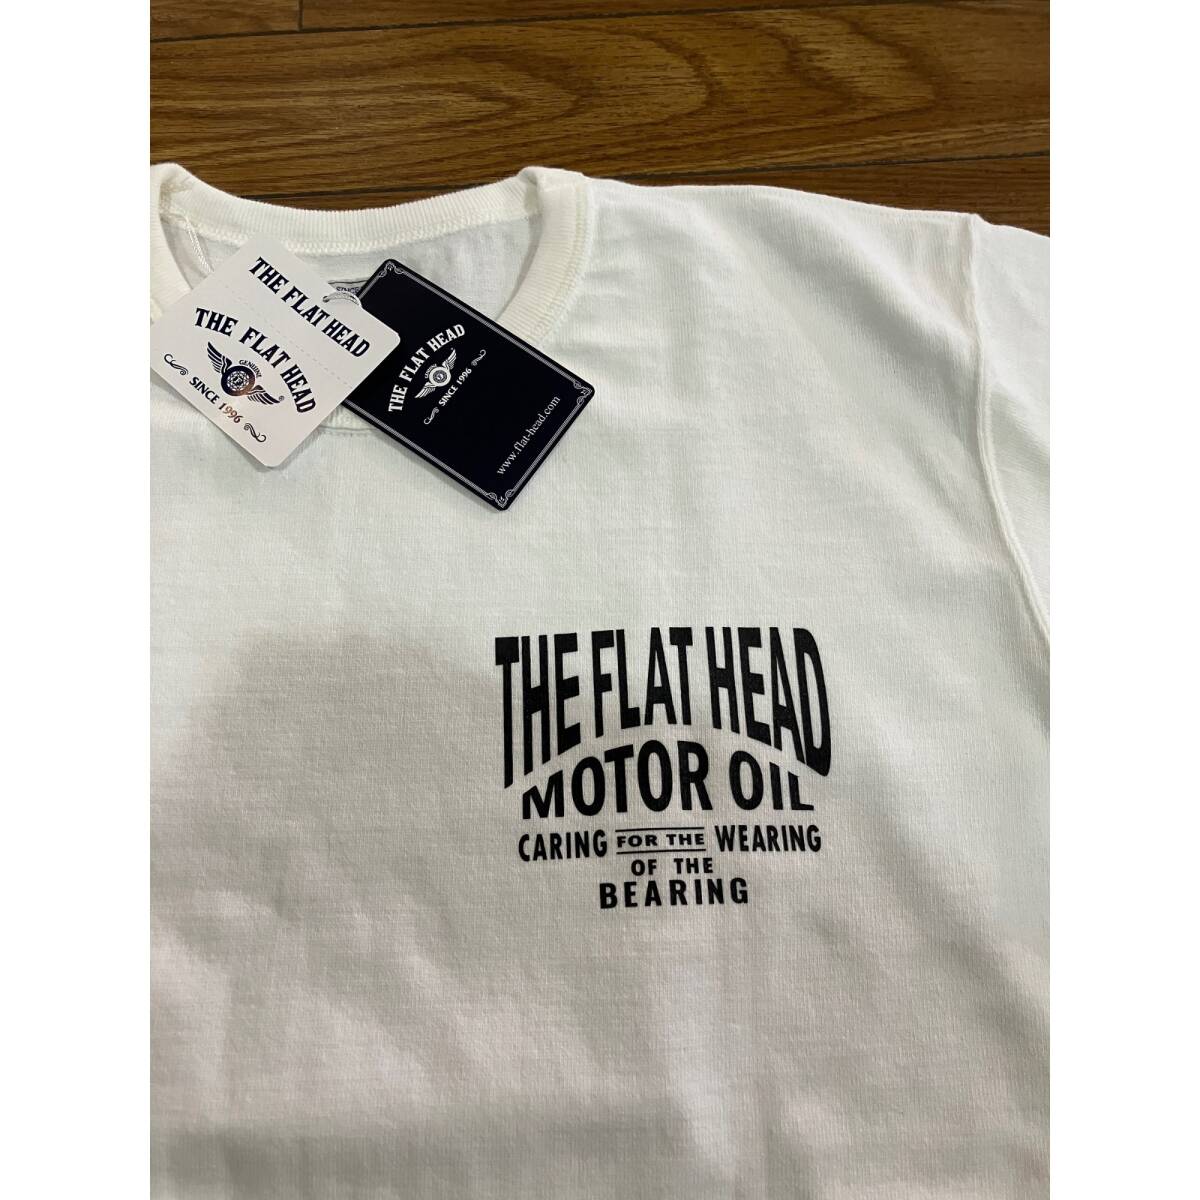 THE FLAT HEAD
THE FLAT HEAD
GENUINE
SINCE 1996
THE FLAT HEAD
SINCE 1996
www.flat-head.com
THE FLAT HEAD
MOTOR OIL
CARING FOR THE WEARING
OF THE
BEARING